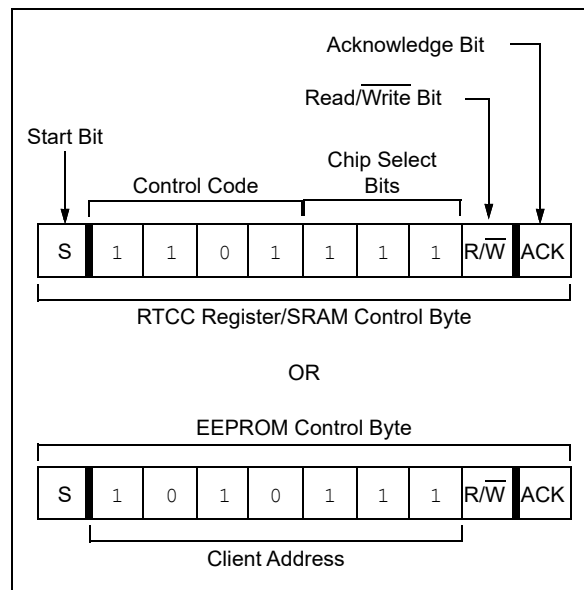 Acknowledge Bit
Read/Write Bit
Start Bit
Chip Select
Control Code
Bits
S 1 1 0 1 1 1 1 R/W̅ ACK
RTCC Register/SRAM Control Byte
OR
EEPROM Control Byte
S 1 0 1 0 1 1 1 R/W̅ ACK
Client Address